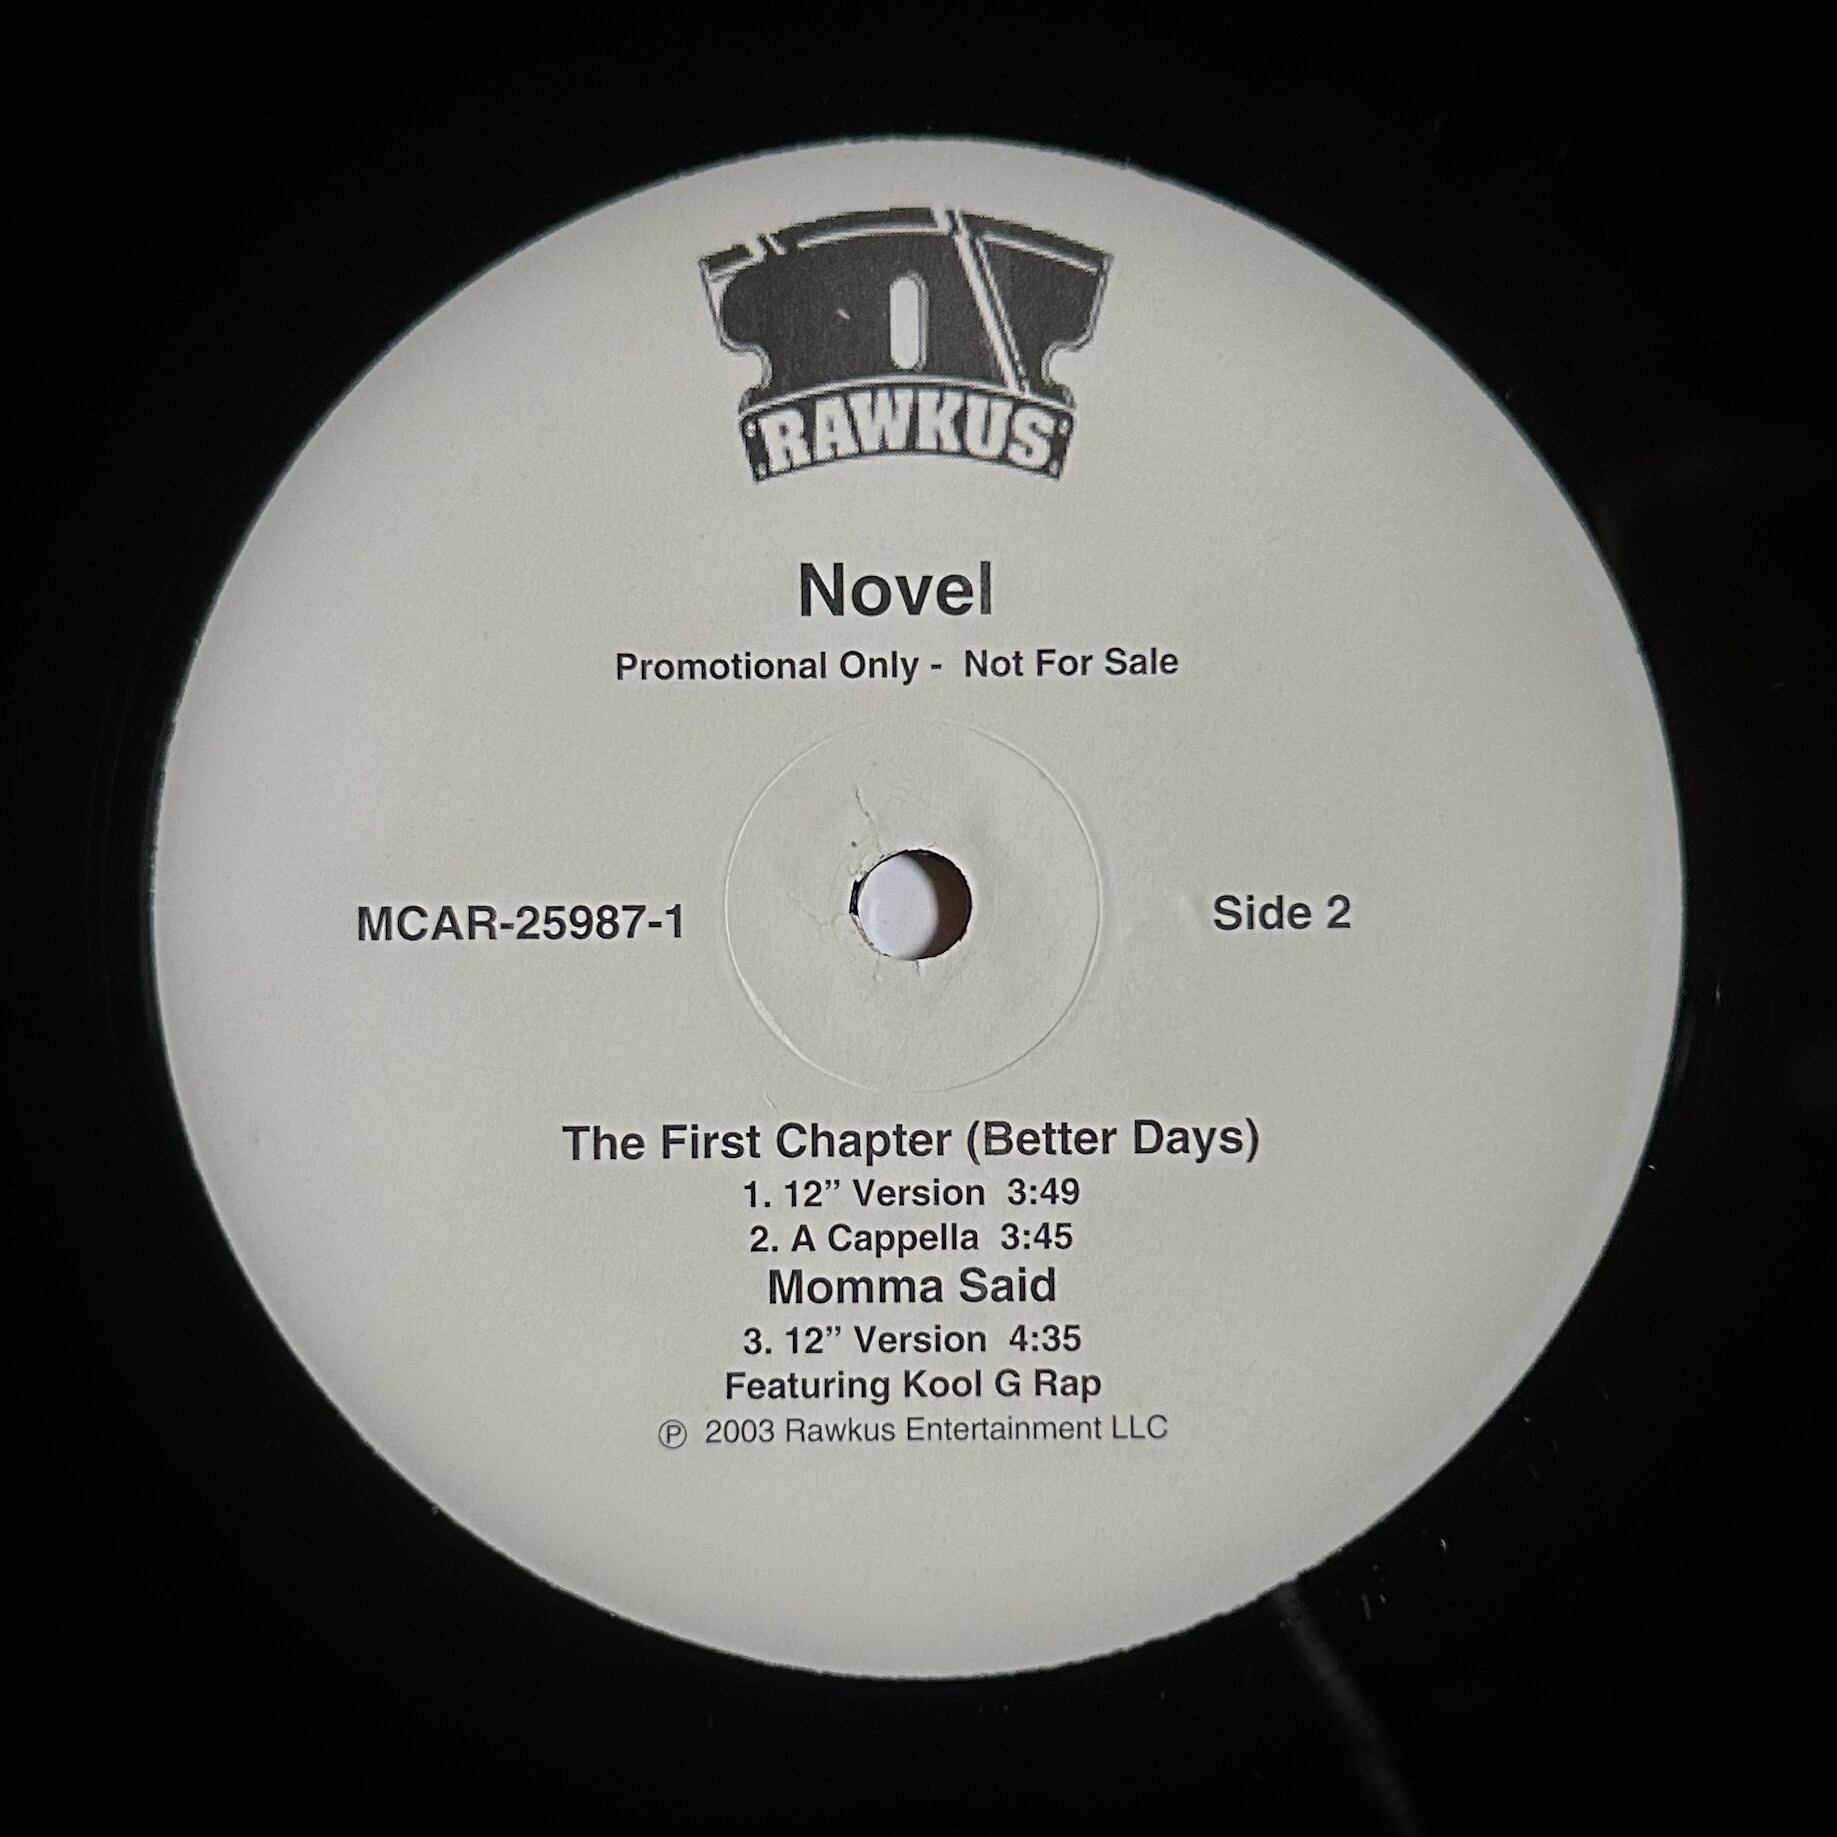 RAWKUS
Novel
Promotional Only - Not For Sale
MCAR-25987-1
Side 2
The First Chapter (Better Days)
1. 12” Version 3:49
2. A Cappella 3:45
Momma Said
3. 12” Version 4:35
Featuring Kool G Rap
Ⓟ 2003 Rawkus Entertainment LLC